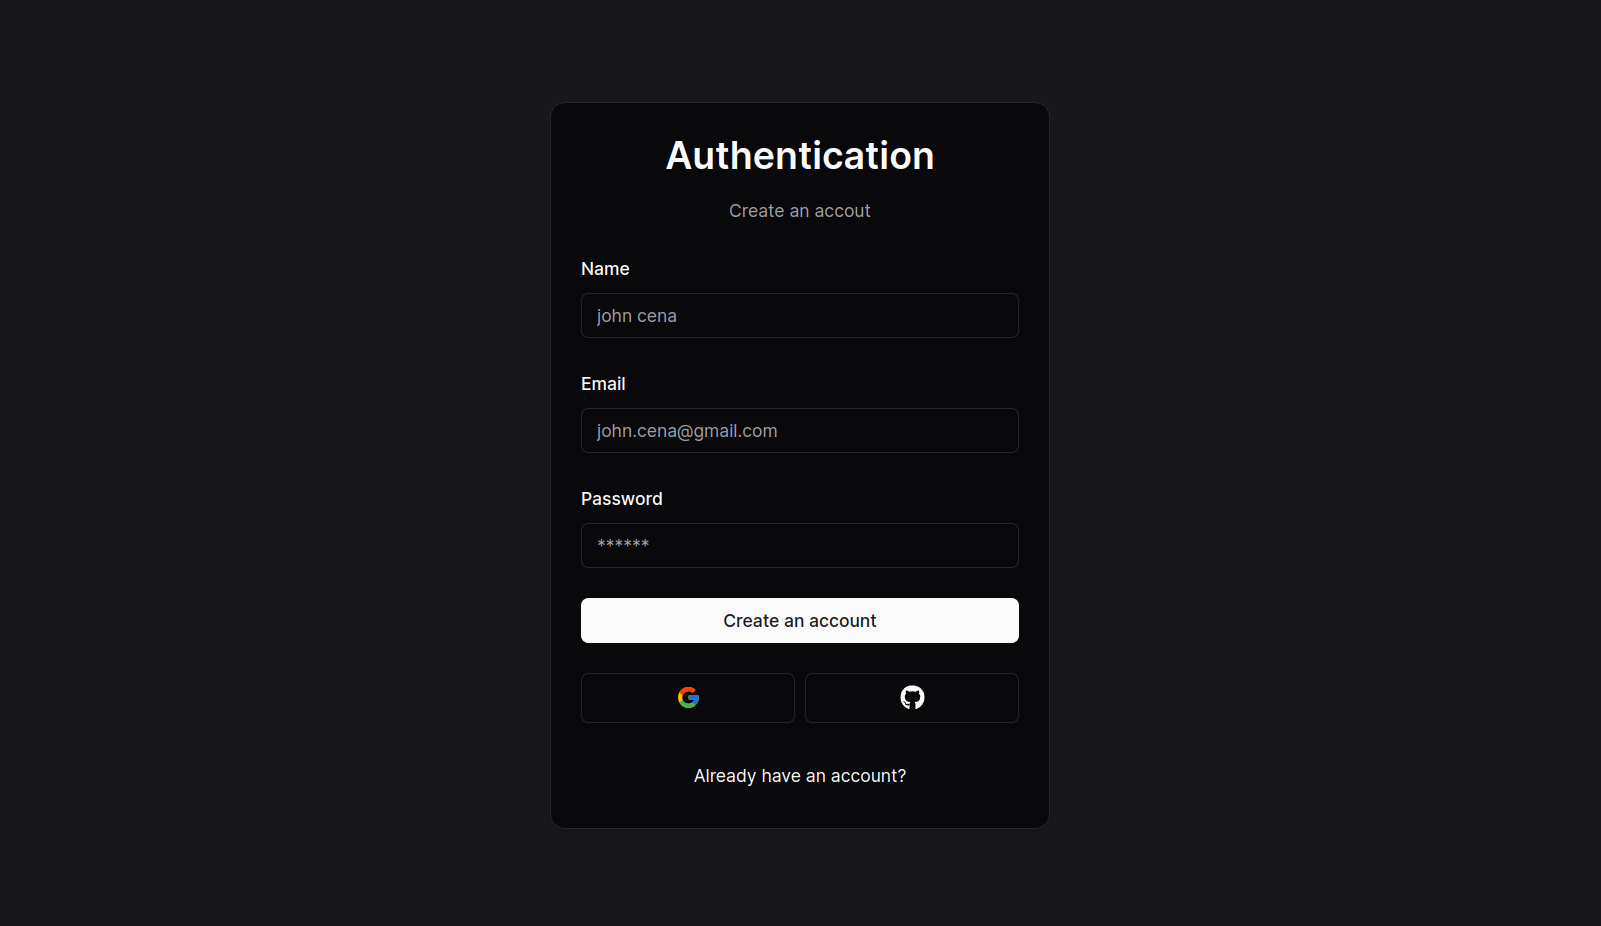 Authentication
Create an accout
Name
john cena
Email
john.cena@gmail.com
Password
******
Create an account
Already have an account?